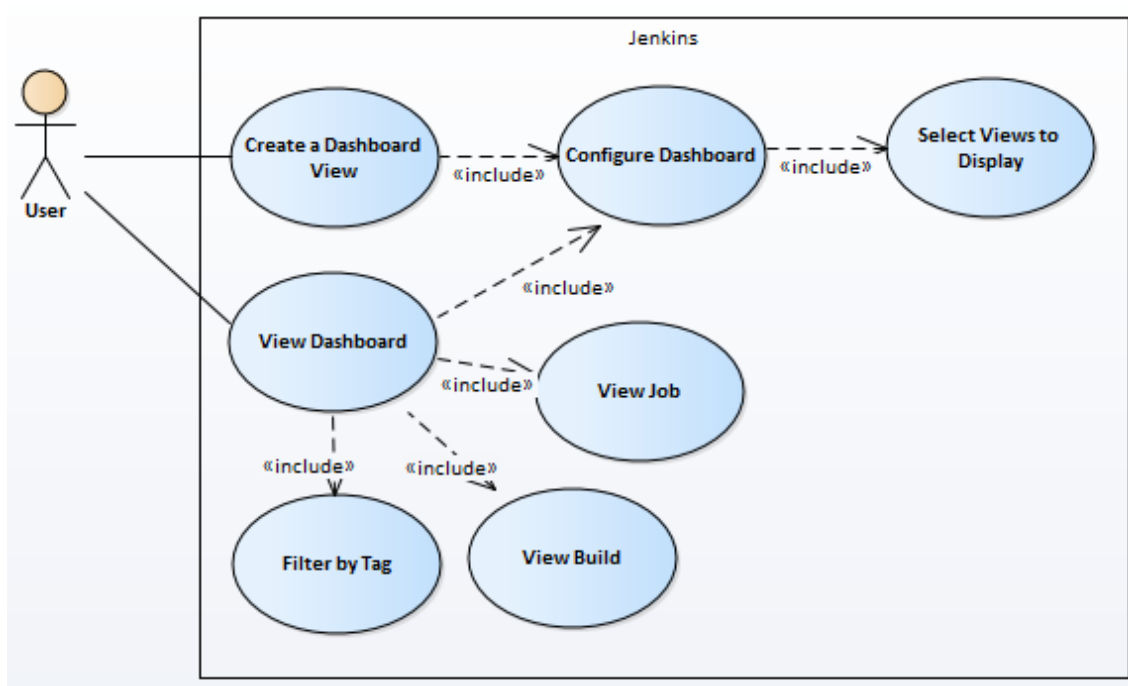 Jenkins
Create a Dashboard
View
«include»
Configure Dashboard
«include»
Select Views to
Display
User
«include»
View Dashboard
«include»
View Job
«include»
«include»
Filter by Tag
View Build